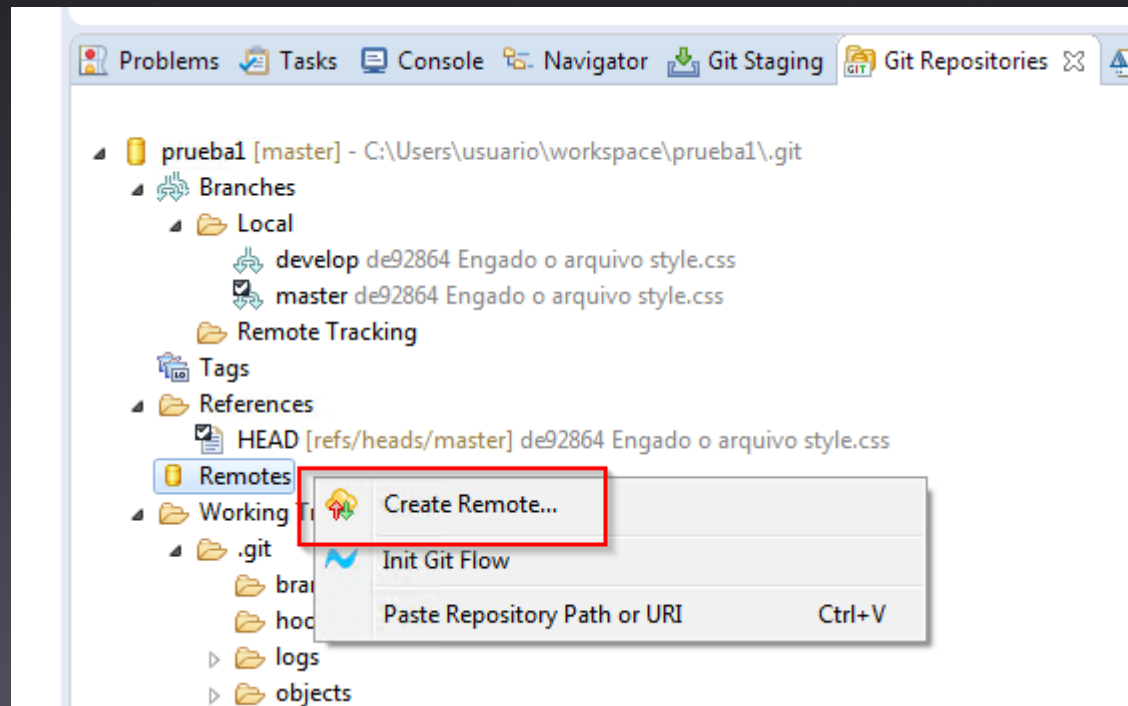 Problems Tasks Console Navigator Git Staging Git Repositories
prueba1 [master] - C:\Users\usuario\workspace\prueba1\.git
Branches
Local
develop de92864 Engado o arquivo style.css
master de92864 Engado o arquivo style.css
Remote Tracking
Tags
References
HEAD [refs/heads/master] de92864 Engado o arquivo style.css
Remotes
Create Remote...
Working
Init Git Flow
.git
Paste Repository Path or URI Ctrl+V
logs
objects